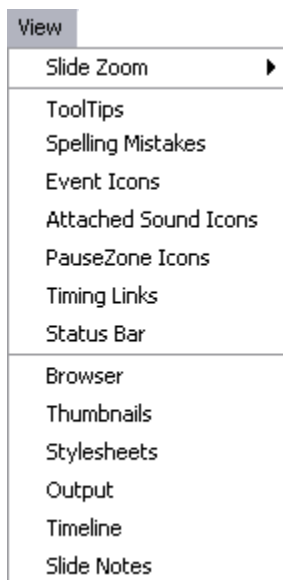 View
Slide Zoom
ToolTips
Spelling Mistakes
Event Icons
Attached Sound Icons
PauseZone Icons
Timing Links
Status Bar
Browser
Thumbnails
Stylesheets
Output
Timeline
Slide Notes